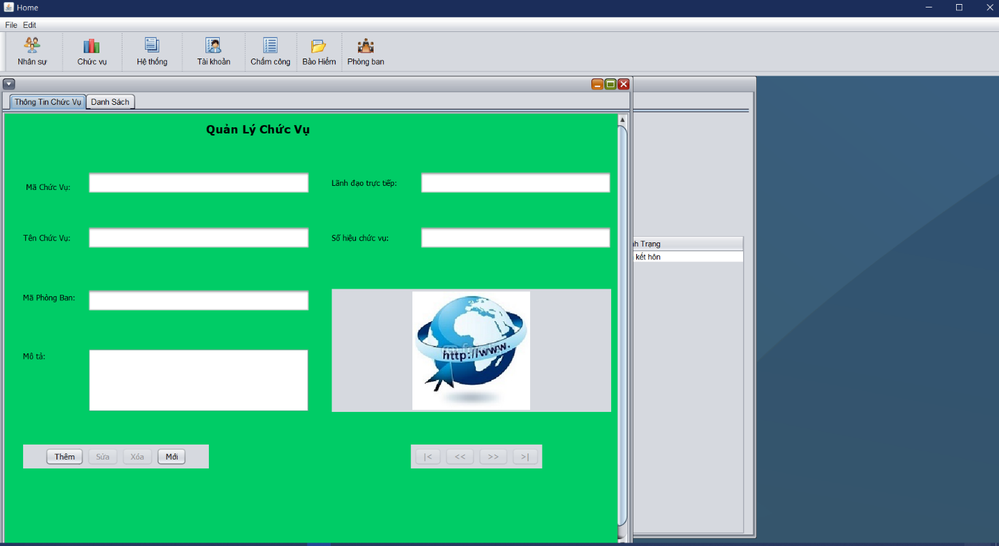 Home
File Edit
Nhân sự Chức vụ Hệ thống Tài khoản Chấm công Bảo Hiểm Phòng ban
Thông Tin Chức Vụ Danh Sách
Quản Lý Chức Vụ
Mã Chức Vụ: Lãnh đạo trực tiếp:
Tên Chức Vụ: Số hiệu chức vụ:
nh Trạng
kết hôn
Mã Phòng Ban:
http://www.
Mô tả:
Thêm Sửa Xóa Mới |< << >> >|